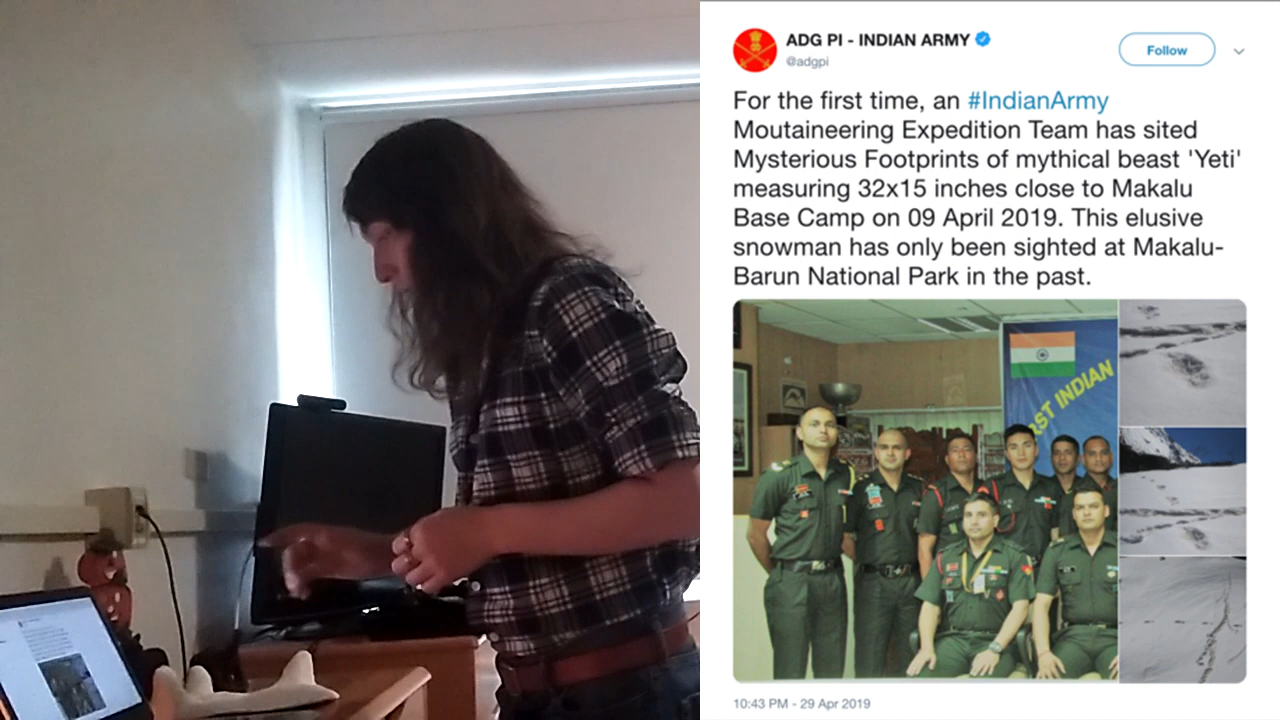 ADG PI - INDIAN ARMY
@adgpi
Follow
For the first time, an #IndianArmy
Moutaineering Expedition Team has sited
Mysterious Footprints of mythical beast 'Yeti'
measuring 32x15 inches close to Makalu
Base Camp on 09 April 2019. This elusive
snowman has only been sighted at Makalu-
Barun National Park in the past.
RST INDIAN
10:43 PM - 29 Apr 2019